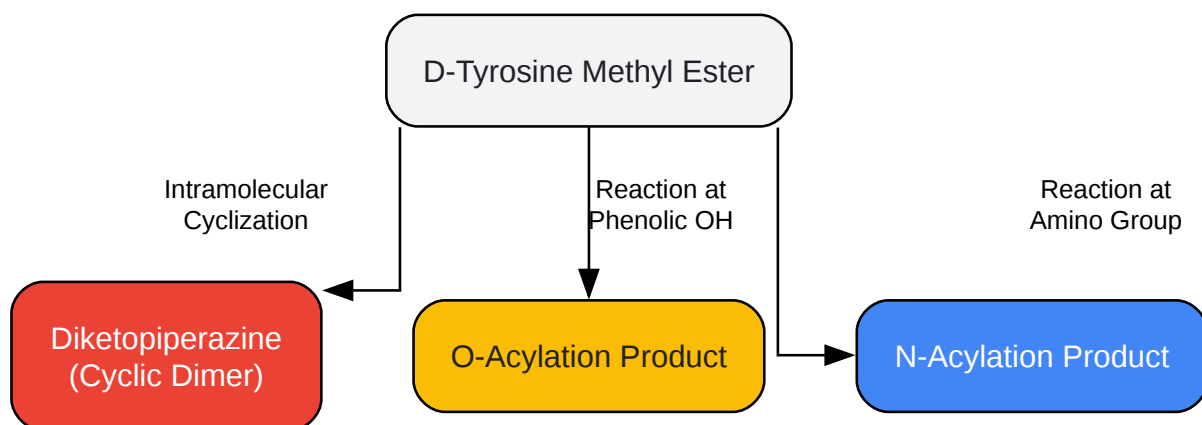 D-Tyrosine Methyl Ester
Intramolecular
Cyclization
Reaction at
Phenolic OH
Reaction at
Amino Group
Diketopiperazine
(Cyclic Dimer)
O-Acylation Product
N-Acylation Product